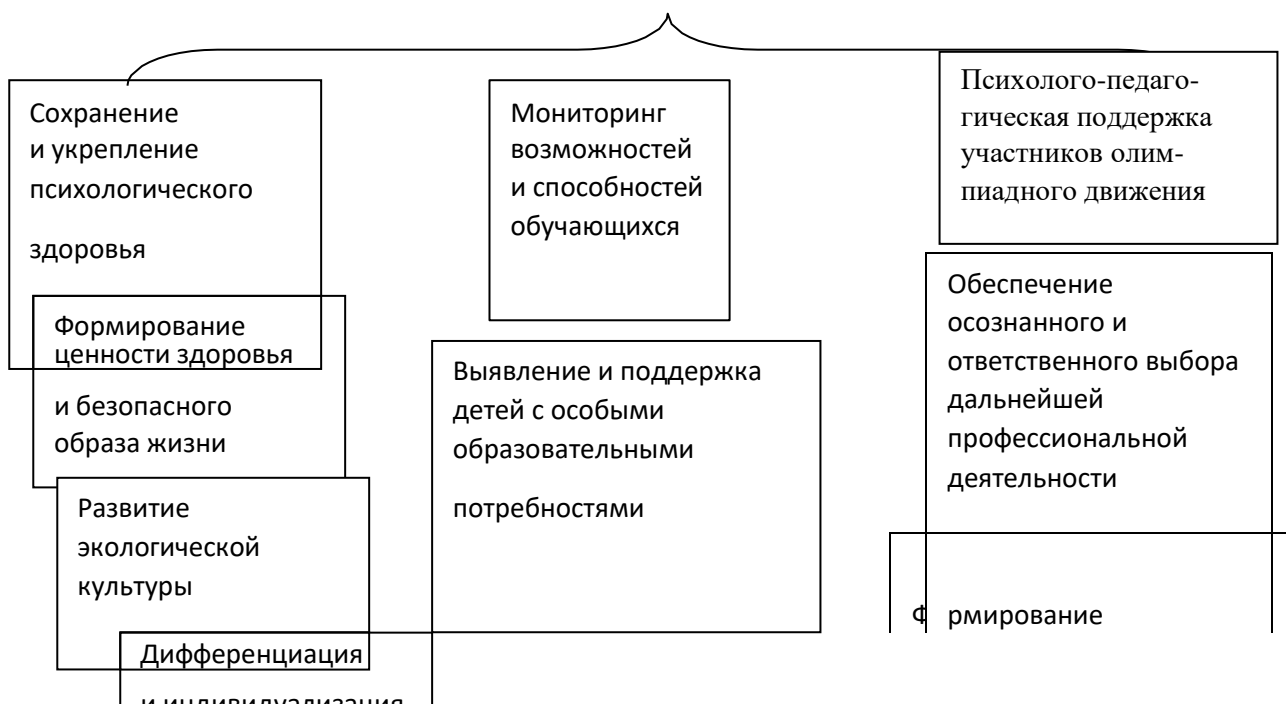 Сохранение
и укрепление
психологического
здоровья
Формирование
ценности здоровья
и безопасного
образа жизни
Развитие
экологической
культуры
Дифференциация
и индивидуализация
Мониторинг
возможностей
и способностей
обучающихся
Выявление и поддержка
детей с особыми
образовательными
потребностями
Психолого-педаго-
гическая поддержка
участников олим-
пиадного движения
Обеспечение
осознанного и
ответственного выбора
дальнейшей
профессиональной
деятельности
Формирование